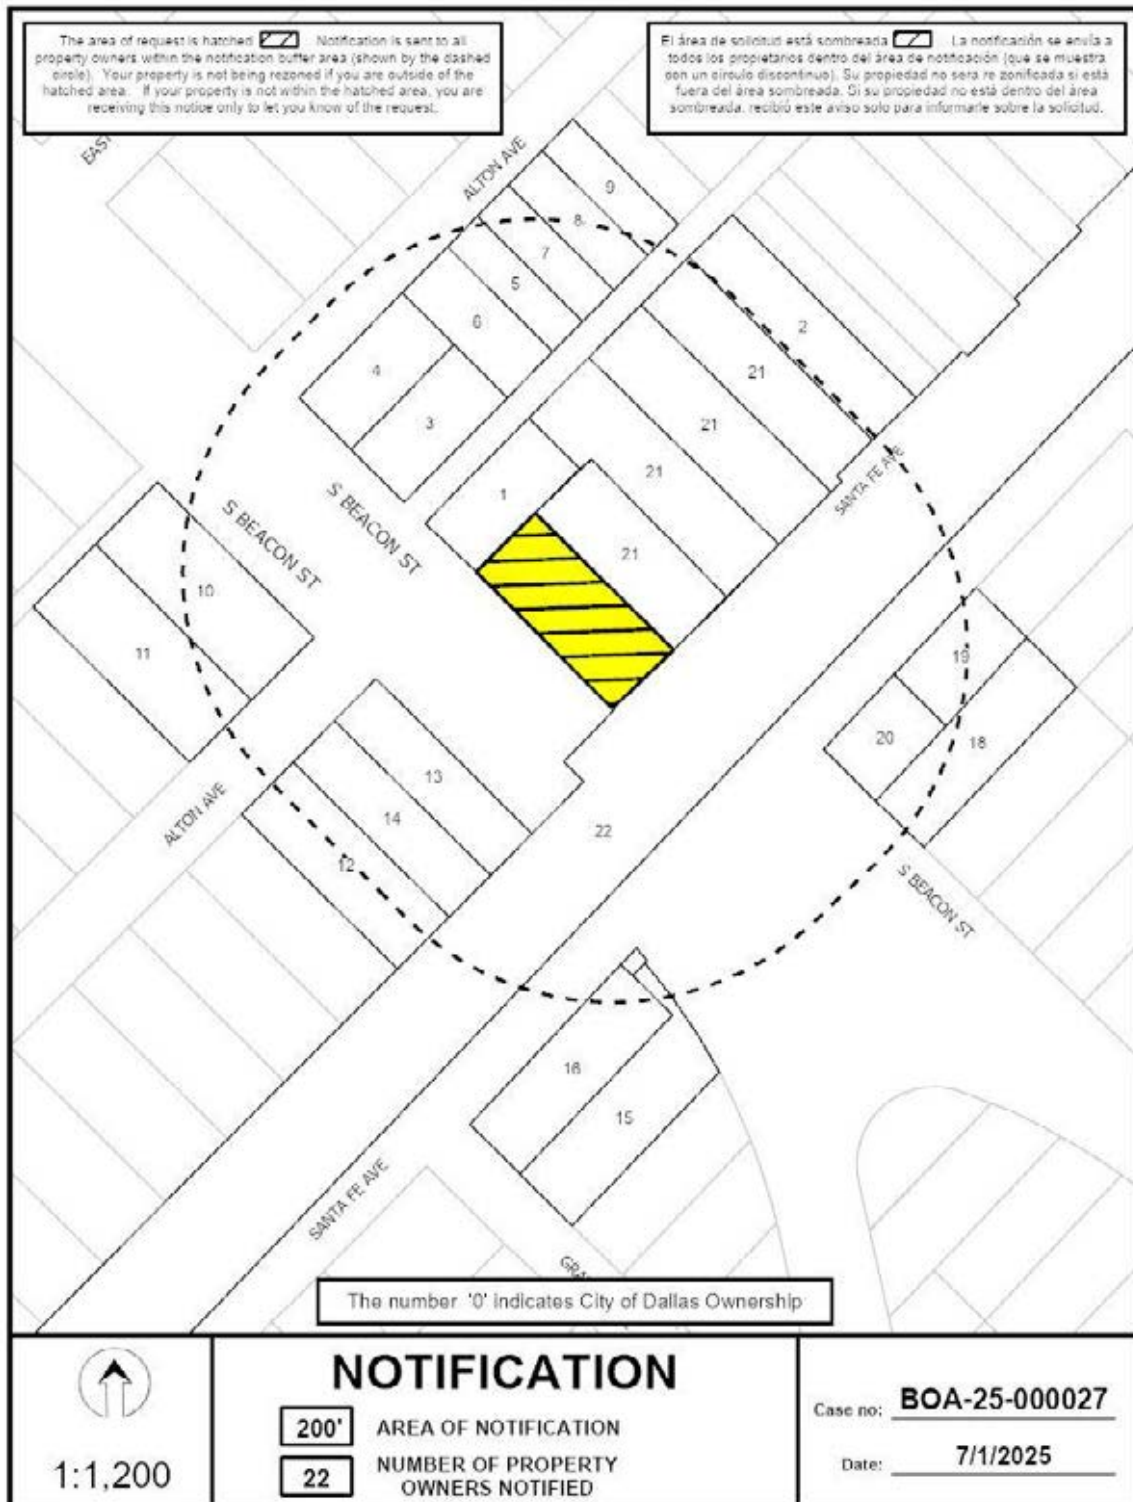 The area of request is hatched Notification is sent to all
property owners within the notification buffer area (shown by the dashed
circle). Your property is not being rezoned if you are outside of the
hatched area. If your property is not within the hatched area, you are
receiving this notice only to let you know of the request.
El área de solicitud está sombreada La notificación se envía a
todos los propietarios dentro del área de notificación (que se muestra
con un círculo discontinuo). Su propiedad no sera re zonificada si está
fuera del área sombreada. Si su propiedad no está dentro del área
sombreada, recibió este aviso solo para informarle sobre la solicitud.
EAST
ALTON AVE
9
8
7
5
6
4
3
2
21
21
21
21
1
SANTA FE AVE
S BEACON ST
S BEACON ST
10
11
13
14
12
ALTON AVE
22
19
20
18
S BEACON ST
16
15
SANTA FE AVE
The number '0' indicates City of Dallas Ownership
1:1,200
NOTIFICATION
200' AREA OF NOTIFICATION
22 NUMBER OF PROPERTY
OWNERS NOTIFIED
Case no: BOA-25-000027
Date: 7/1/2025